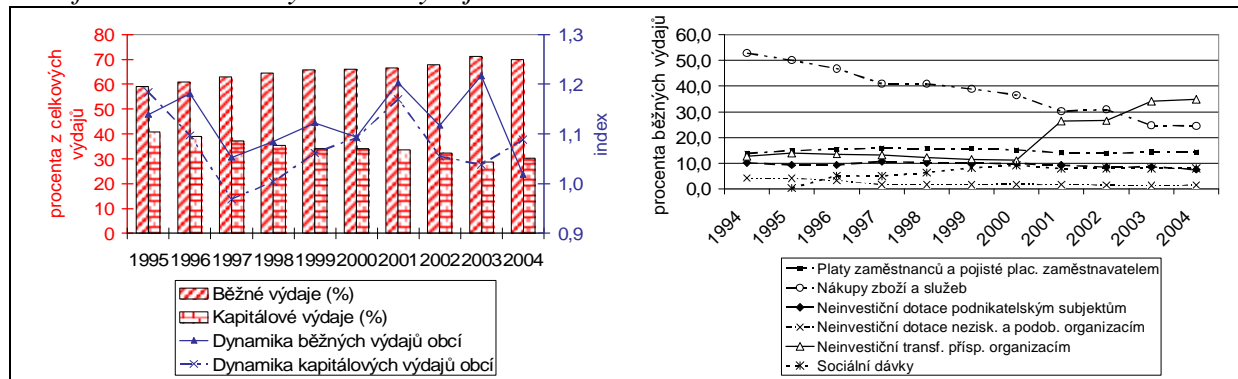 procenta z celkových
výdajů
80
70
60
50
40
30
20
10
0
1,3
1,2
1,1
1,0
0,9
index
1995 1996 1997 1998 1999 2000 2001 2002 2003 2004
Běžné výdaje (%)
Kapitálové výdaje (%)
Dynamika běžných výdajů obcí
Dynamika kapitálových výdajů obcí
procenta běžných výdajů
60,0
50,0
40,0
30,0
20,0
10,0
0,0
1994 1995 1996 1997 1998 1999 2000 2001 2002 2003 2004
Platy zaměstnanců a pojisté plac. zaměstnavatelem
Nákupy zboží a služeb
Neinvestiční dotace podnikatelským subjektům
Neinvestiční dotace nezisk. a podob. organizacím
Neinvestiční transf. přísp. organizacím
Sociální dávky